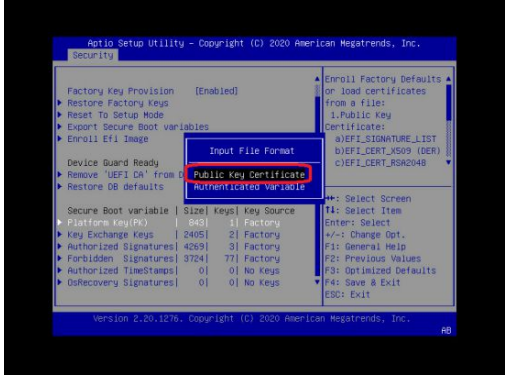 Aptio Setup Utility – Copyright (C) 2020 American Megatrends, Inc.
Security
Factory Key Provision [Enabled]
Restore Factory Keys
Reset To Setup Mode
Export Secure Boot variables
Enroll Efi Image
Device Guard Ready
Remove 'UEFI CA' from D
Restore DB defaults
Secure Boot variable | Size| Keys| Key Source
Platform Key(PK) | 843| 1| Factory
Key Exchange Keys | 2405| 2| Factory
Authorized Signatures| 4269| 3| Factory
Forbidden Signatures| 3724| 77| Factory
Authorized TimeStamps| 0| 0| No Keys
OsRecovery Signatures| 0| 0| No Keys
Input File Format
Public Key Certificate
Authenticated Variable
Enroll Factory Defaults
or load certificates
from a file:
1.Public Key
Certificate:
a)EFI_SIGNATURE_LIST
b)EFI_CERT_X509 (DER)
c)EFI_CERT_RSA2048
++: Select Screen
↑↓: Select Item
Enter: Select
+/-: Change Opt.
F1: General Help
F2: Previous Values
F3: Optimized Defaults
F4: Save & Exit
ESC: Exit
Version 2.20.1276. Copyright (C) 2020 American Megatrends, Inc.
AB